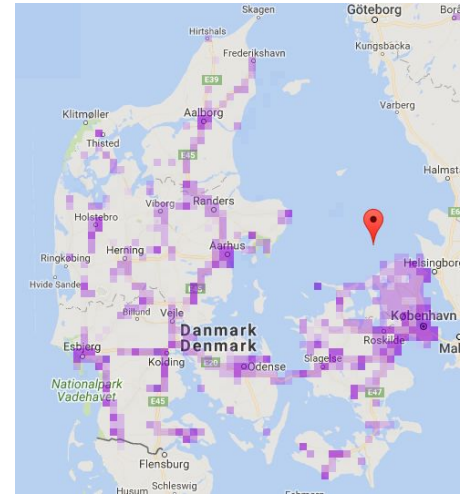 Skagen
Göteborg
Hirtshals
Kungsbacka
Frederikshavn
E39
Varberg
Klitmøller
Aalborg
Thisted
E45
Halmsta
Viborg
Randers
Holstebro
Aarhus
Herning
Ringkøbing
Helsingborg
Hvide Sande
Billund
Vejle
København
Danmark
Denmark
Roskilde
Esbjerg
Kolding
E20
Odense
Slagelse
Nationalpark
Vadehavet
E45
E47
Flensburg
Husum
Schleswig